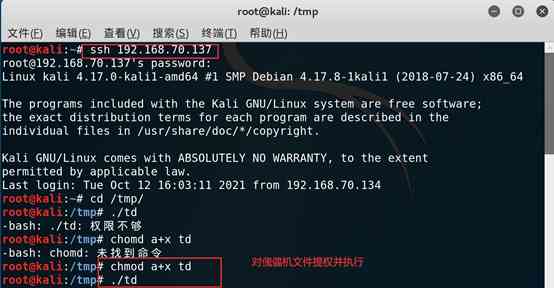 root@kali: /tmp
文件(F) 编辑(E) 查看(V) 搜索(S) 终端(T) 帮助(H)
root@kali:~# ssh 192.168.70.137
root@192.168.70.137's password:
Linux kali 4.17.0-kali1-amd64 #1 SMP Debian 4.17.8-1kali1 (2018-07-24) x86_64
The programs included with the Kali GNU/Linux system are free software;
the exact distribution terms for each program are described in the
individual files in /usr/share/doc/*/copyright.
Kali GNU/Linux comes with ABSOLUTELY NO WARRANTY, to the extent
permitted by applicable law.
Last login: Tue Oct 12 16:03:11 2021 from 192.168.70.134
root@kali:~# cd /tmp/
root@kali:/tmp# ./td
-bash: ./td: 权限不够
root@kali:/tmp# chomd a+x td
-bash: chomd: 未找到命令
root@kali:/tmp# chmod a+x td
对傀儡机文件提权并执行
root@kali:/tmp# ./td